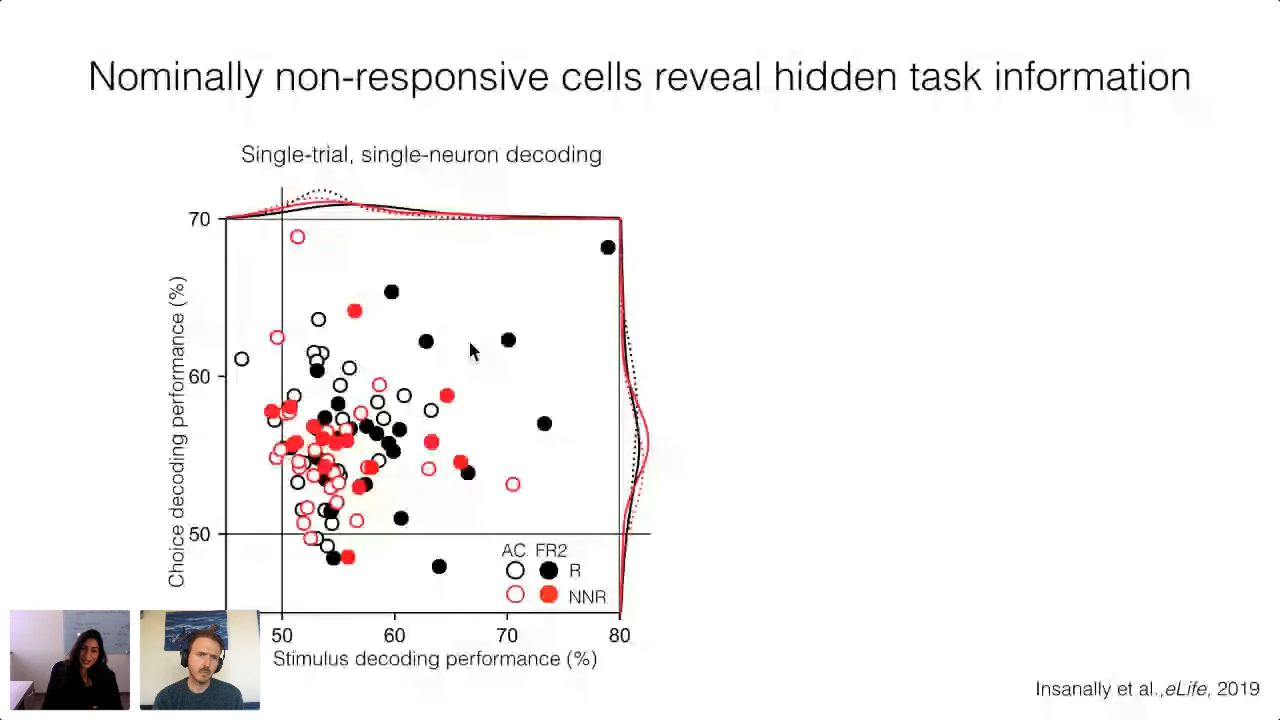 Nominally non-responsive cells reveal hidden task information
Single-trial, single-neuron decoding
70
60
50
Choice decoding performance (%)
AC FR2
R
NNR
50 60 70 80
Stimulus decoding performance (%)
Insanally et al.,eLife, 2019